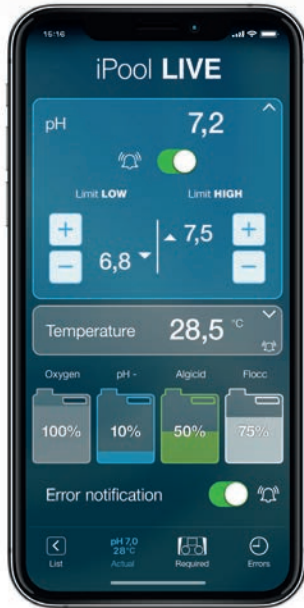 15:16
iPool LIVE
pH 7,2
Limit LOW Limit HIGH
+ 7,5 +
− 6,8 −
Temperature 28,5 °C
Oxygen pH - Algicid Flocc
100% 10% 50% 75%
Error notification
pH 7,0
28°C
List Actual Required Errors